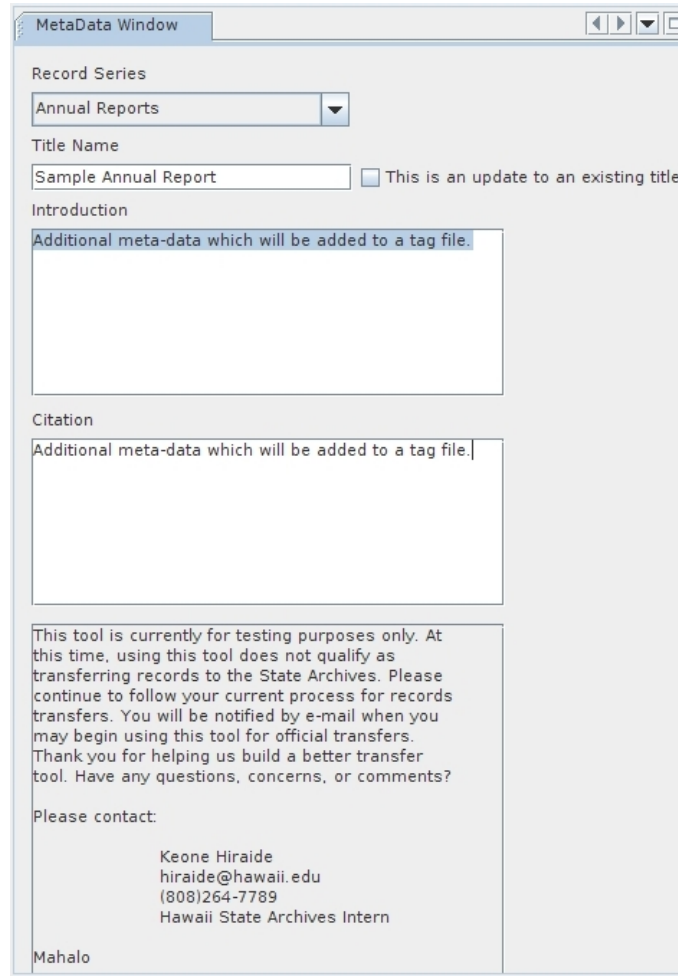 MetaData Window
Record Series
Annual Reports
Title Name
Sample Annual Report
This is an update to an existing title
Introduction
Additional meta-data which will be added to a tag file.
Citation
Additional meta-data which will be added to a tag file.
This tool is currently for testing purposes only. At
this time, using this tool does not qualify as
transferring records to the State Archives. Please
continue to follow your current process for records
transfers. You will be notified by e-mail when you
may begin using this tool for official transfers.
Thank you for helping us build a better transfer
tool. Have any questions, concerns, or comments?
Please contact:
Keone Hiraide
hiraide@hawaii.edu
(808)264-7789
Hawaii State Archives Intern
Mahalo